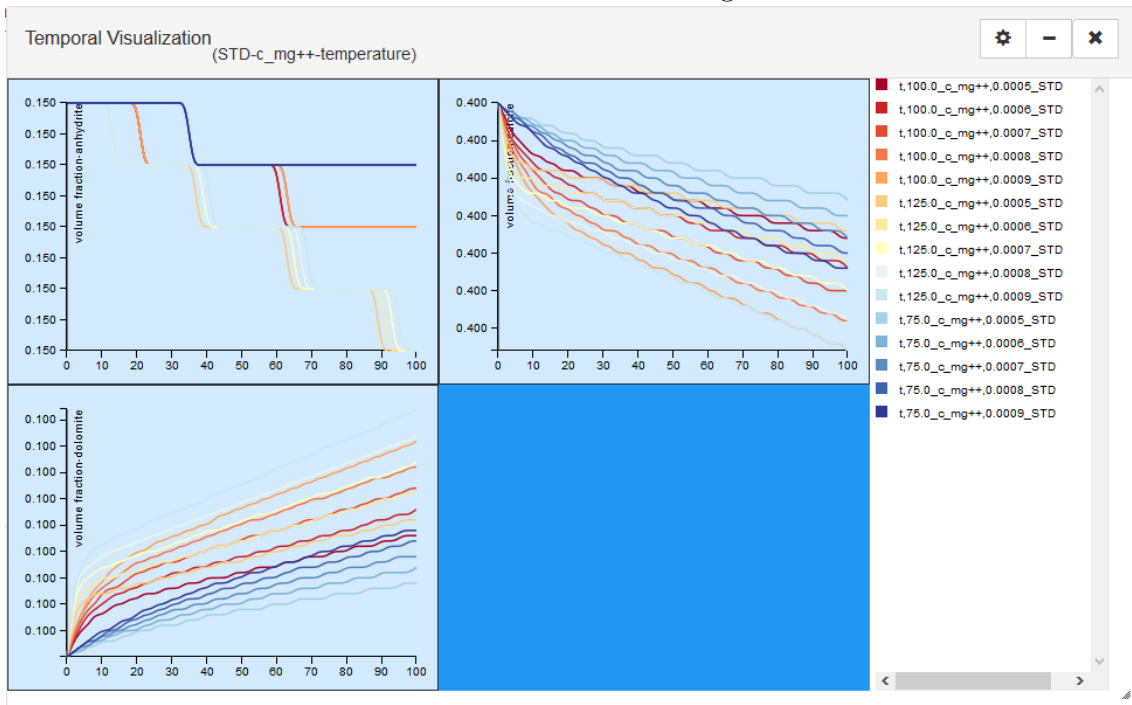 Temporal Visualization
(STD-c_mg++-temperature)
0.150
0.150
0.150
0.150
0.150
0.150
0.150
0.150
0.150
volume fraction-anhydrite
0 10 20 30 40 50 60 70 80 90 100
0.400
0.400
0.400
0.400
0.400
0.400
0.400
volume
0 10 20 30 40 50 60 70 80 90 100
t,100.0_c_mg++,0.0005_STD
t,100.0_c_mg++,0.0006_STD
t,100.0_c_mg++,0.0007_STD
t,100.0_c_mg++,0.0008_STD
t,100.0_c_mg++,0.0009_STD
t,125.0_c_mg++,0.0005_STD
t,125.0_c_mg++,0.0006_STD
t,125.0_c_mg++,0.0007_STD
t,125.0_c_mg++,0.0008_STD
t,125.0_c_mg++,0.0009_STD
t,75.0_c_mg++,0.0005_STD
t,75.0_c_mg++,0.0006_STD
t,75.0_c_mg++,0.0007_STD
t,75.0_c_mg++,0.0008_STD
t,75.0_c_mg++,0.0009_STD
0.100
0.100
0.100
0.100
0.100
0.100
0.100
0.100
0.100
volume fraction-dolomite
0 10 20 30 40 50 60 70 80 90 100